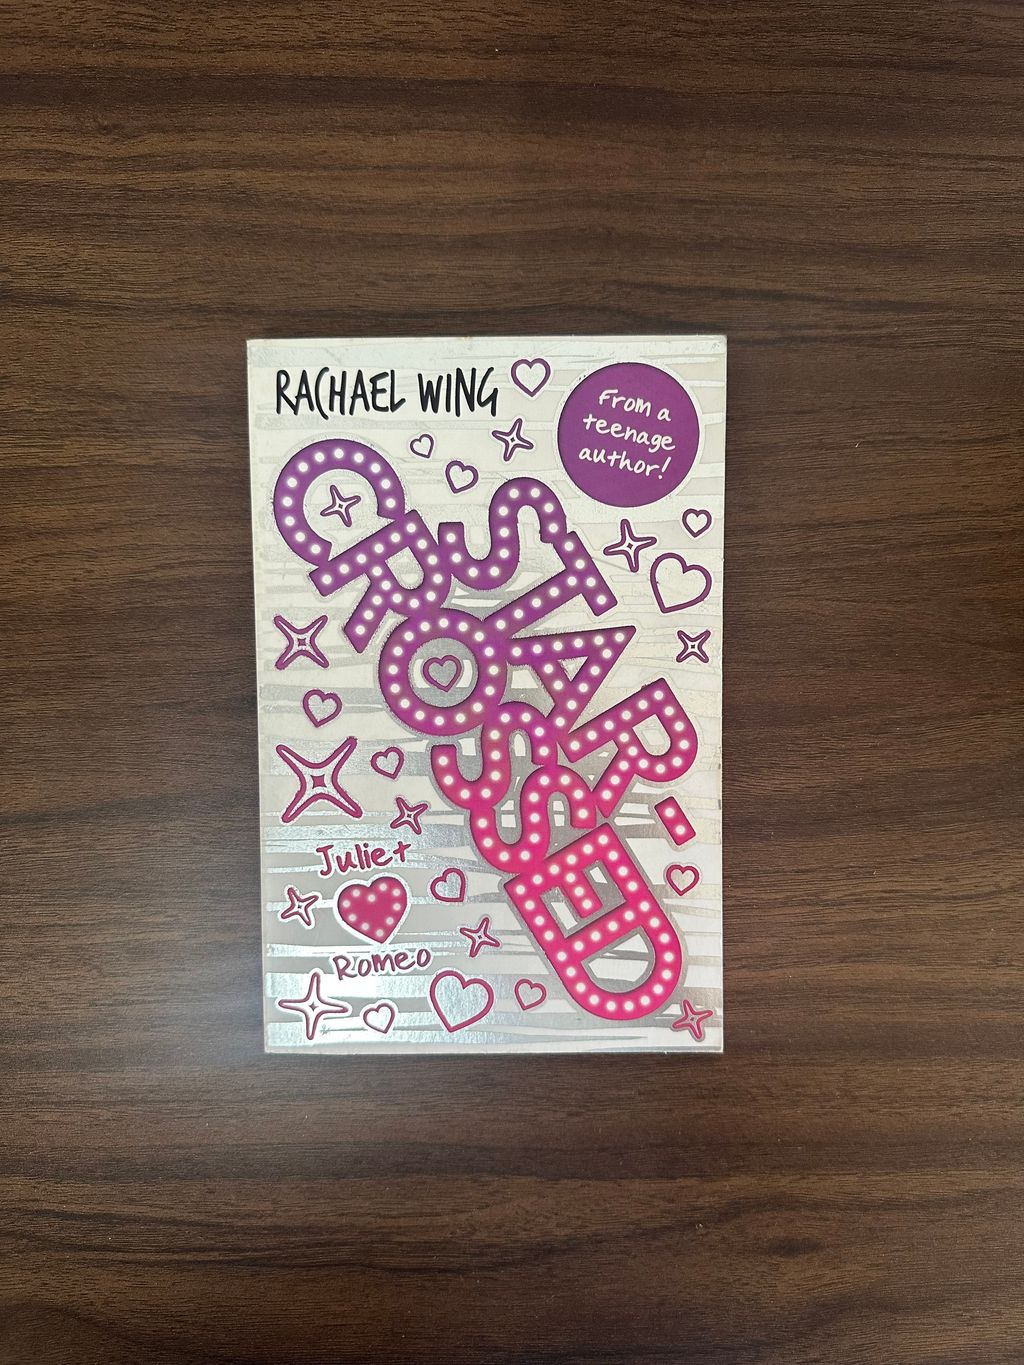 RACHAEL WING
From a
teenage
author!
STAR-
CROSSED
Juliet
Romeo